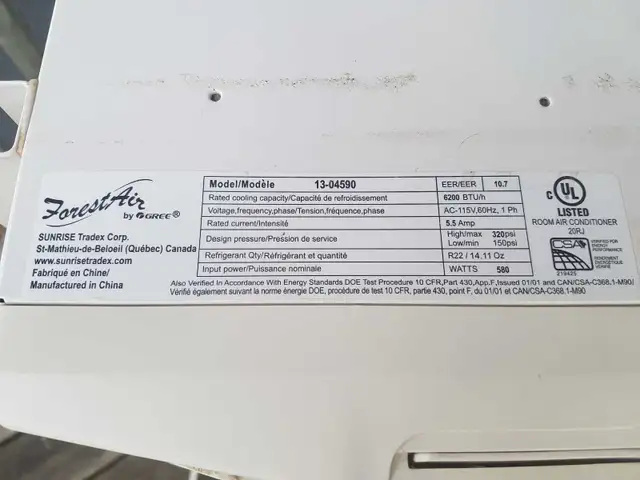 ForestAir
by GREE®
SUNRISE Tradex Corp.
St-Mathieu-de-Beloeil (Québec) Canada
www.sunrisetradex.com
Fabriqué en Chine/
Manufactured in China
Model/Modèle 13-04590 EER/EER 10.7
Rated cooling capacity/Capacité de refroidissement 6200 BTU/h
Voltage,frequency,phase/Tension,fréquence,phase AC-115V,60Hz, 1 Ph
Rated current/Intensité 5.5 Amp
Design pressure/Pression de service High/max 320psi
Low/min 150psi
Refrigerant Qty/Réfrigérant et quantité R22 / 14.11 Oz
Input power/Puissance nominale WATTS 580
Also Verified In Accordance With Energy Standards DOE Test Procedure 10 CFR,Part 430,App.F,Issued 01/01 and CAN/CSA-C368.1-M90/
Vérifié également suivant la norme énergie DOE, procédure de test 10 CFR, partie 430, point F, du 01/01 et CAN/CSA-C368.1-M90
C UL
®
LISTED
ROOM AIR CONDITIONER
20RJ
CSA
VERIFIED FOR
ENERGY
PERFORMANCE
RENDEMENT
ÉNERGÉTIQUE
VÉRIFIÉ
219425